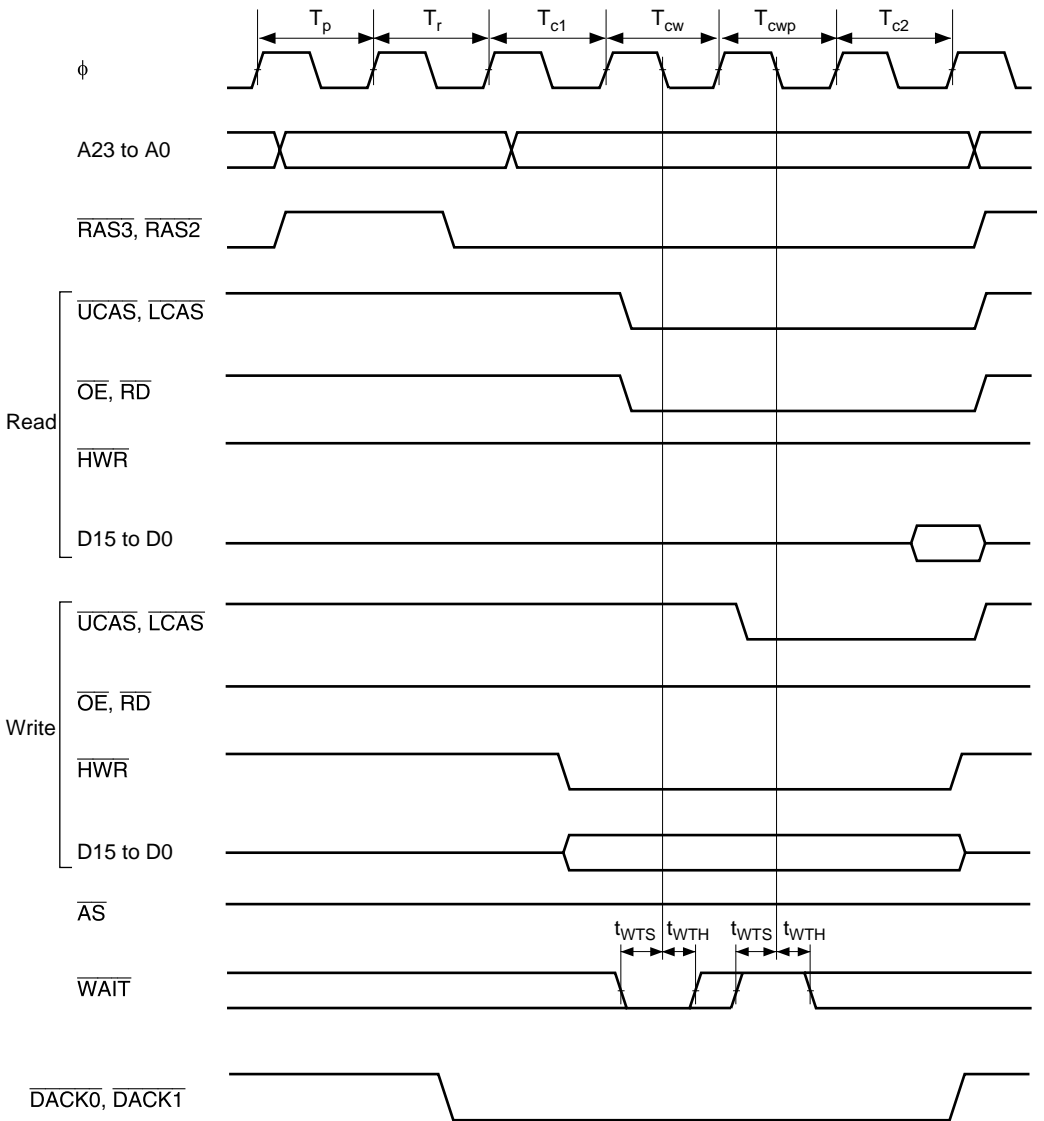 Tp Tr Tc1 Tcw Tcwp Tc2
ϕ
A23 to A0
RAS3, RAS2
Read
UCAS, LCAS
OE, RD
HWR
D15 to D0
Write
UCAS, LCAS
OE, RD
HWR
D15 to D0
AS
tWTS tWTH tWTS tWTH
WAIT
DACK0, DACK1